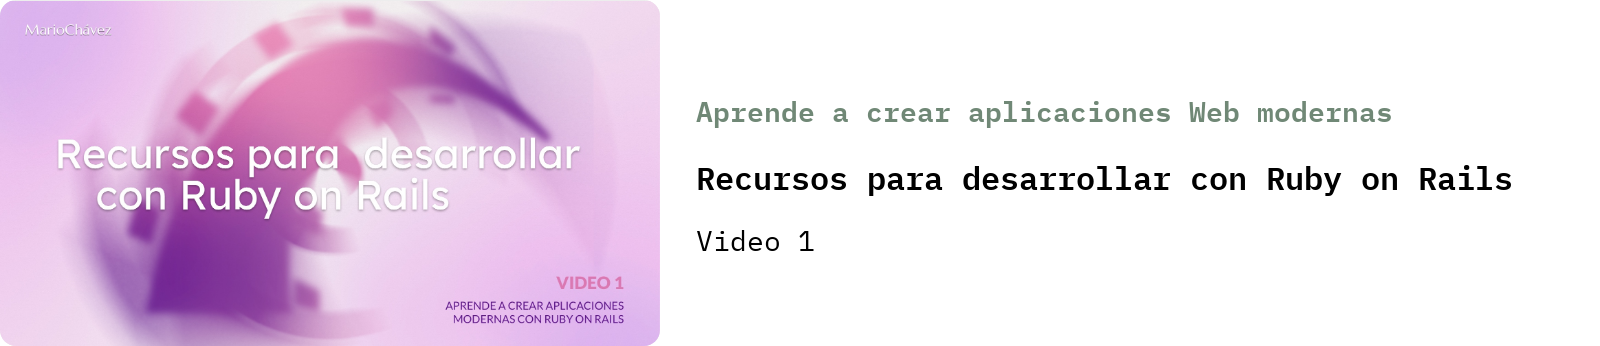 MarioChávez
Recursos para desarrollar
con Ruby on Rails
VIDEO 1
APRENDE A CREAR APLICACIONES
MODERNAS CON RUBY ON RAILS
Aprende a crear aplicaciones Web modernas
Recursos para desarrollar con Ruby on Rails
Video 1